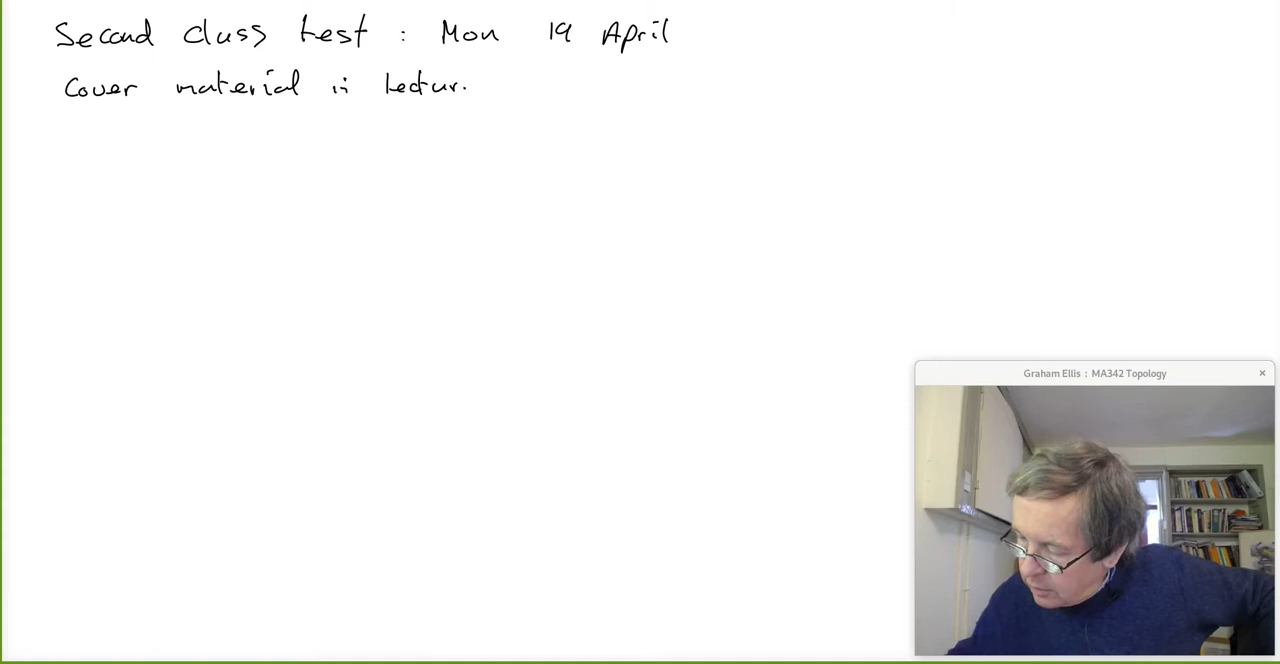 Second class test : Mon 19 April
Cover material in lectur.
Graham Ellis : MA342 Topology